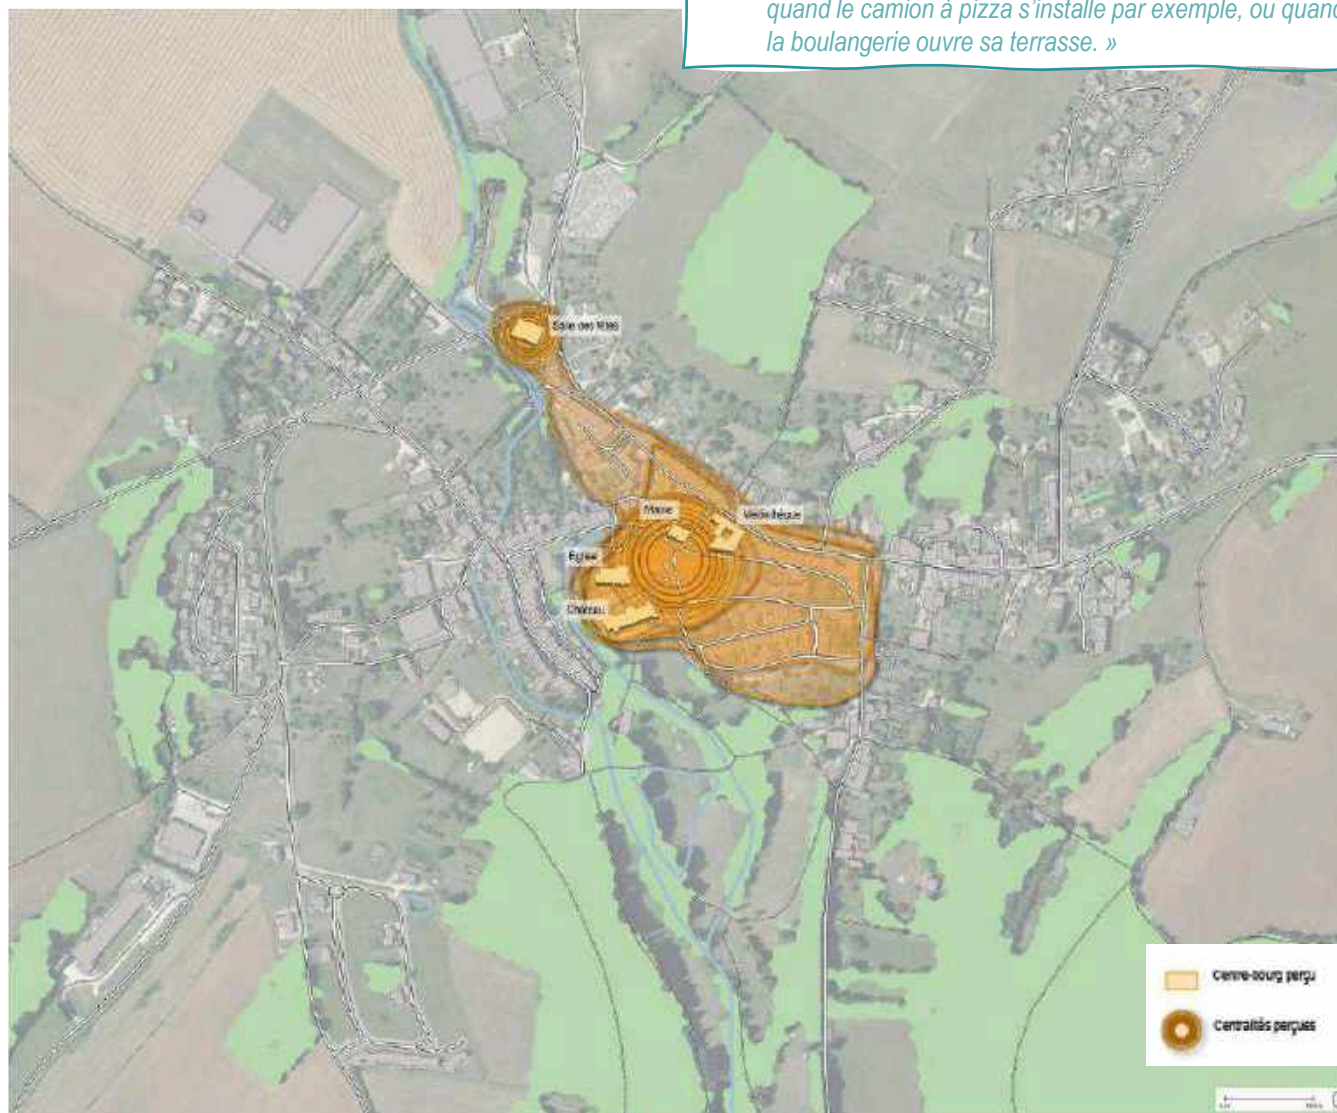 quand le camion à pizza s'installe par exemple, ou quand
la boulangerie ouvre sa terrasse. »
Salle des fêtes
Mairie
Médiathèque
Église
Château
Centre-bourg perçu
Centralités perçues